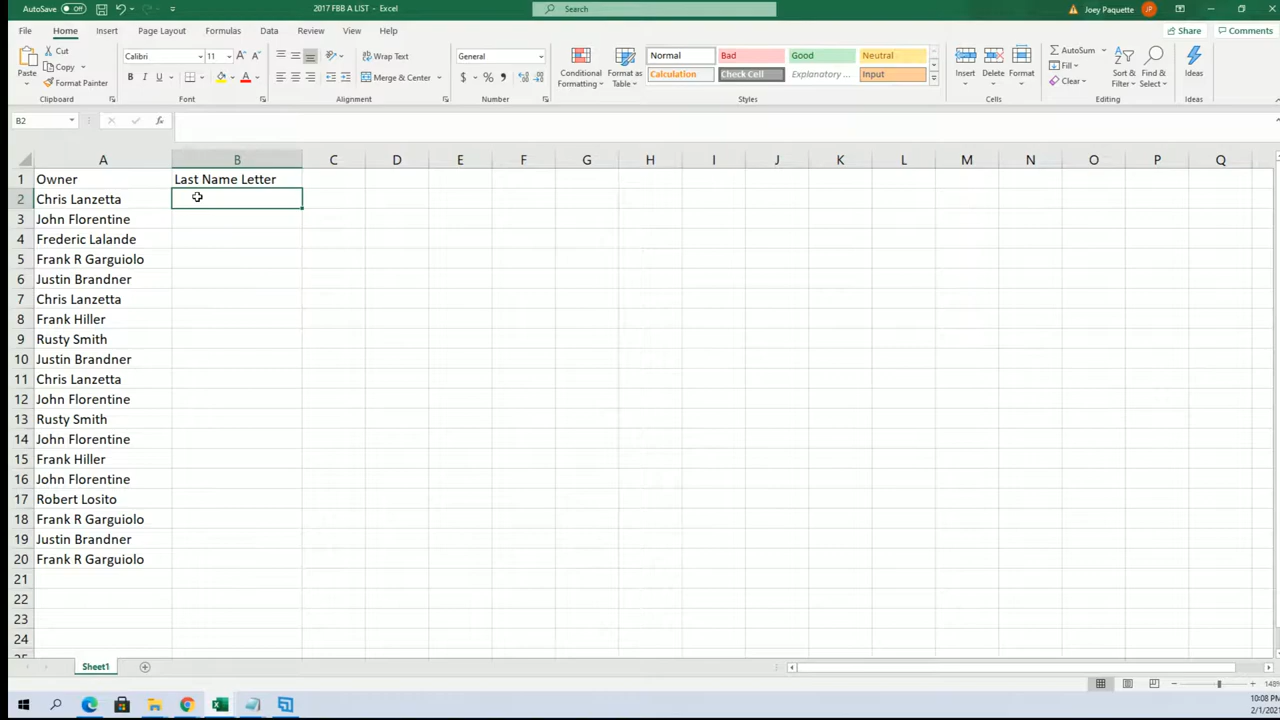 AutoSave Off 2017 FBB A LIST - Excel Search Joey Paquette JP
File Home Insert Page Layout Formulas Data Review View Help Share Comments
Paste Cut Copy Format Painter Clipboard
Calibri 11 A A B I U A Font
Wrap Text Merge & Center Alignment
General $ % , Number
Conditional Formatting Format as Table
Normal Bad Good Neutral
Calculation Check Cell Explanatory ... Input
Styles
Insert Delete Format Cells
AutoSum Fill Clear Sort & Filter Find & Select Editing
Ideas Ideas
B2 fx
A B C D E F G H I J K L M N O P Q
1 Owner Last Name Letter
2 Chris Lanzetta
3 John Florentine
4 Frederic Lalande
5 Frank R Garguiolo
6 Justin Brandner
7 Chris Lanzetta
8 Frank Hiller
9 Rusty Smith
10 Justin Brandner
11 Chris Lanzetta
12 John Florentine
13 Rusty Smith
14 John Florentine
15 Frank Hiller
16 John Florentine
17 Robert Losito
18 Frank R Garguiolo
19 Justin Brandner
20 Frank R Garguiolo
21
22
23
24
Sheet1
148%
10:08 PM
2/1/2021